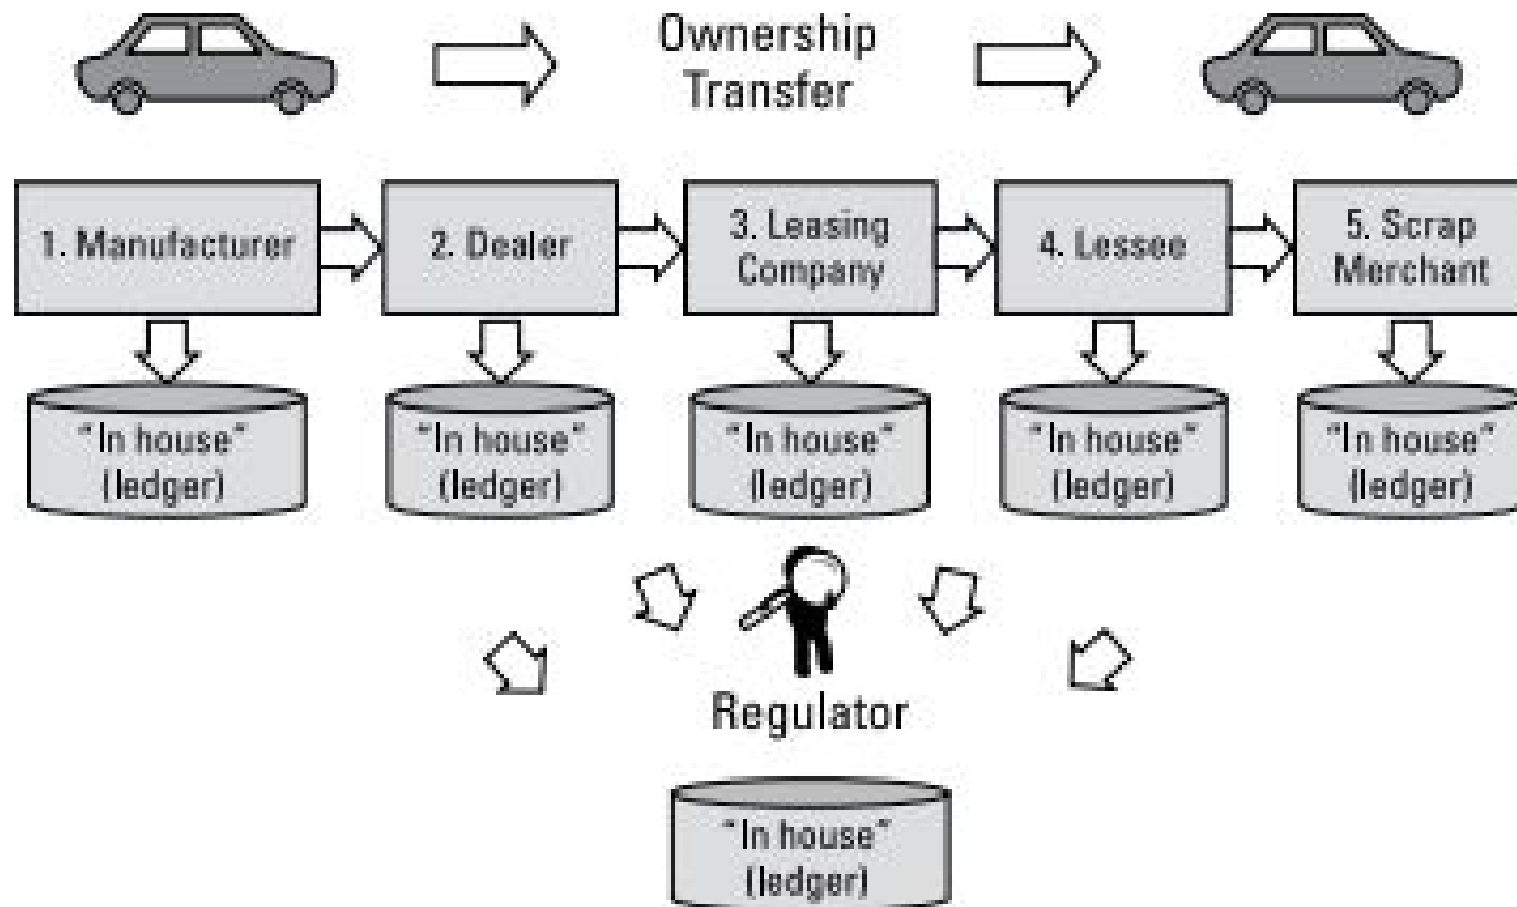 Ownership
Transfer
1. Manufacturer
2. Dealer
3. Leasing
Company
4. Lessee
5. Scrap
Merchant
"In house"
(ledger)
"In house"
(ledger)
"In house"
(ledger)
"In house"
(ledger)
"In house"
(ledger)
Regulator
"In house"
(ledger)